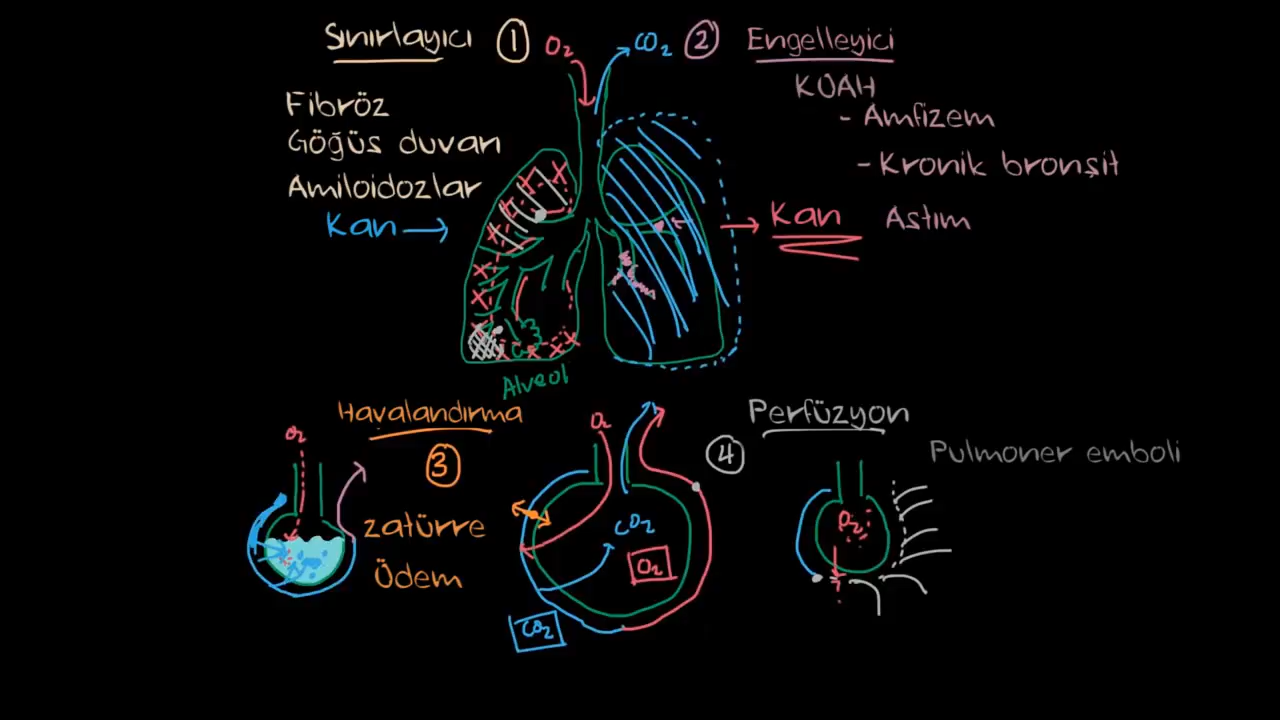 Sınırlayıcı 1
O2
CO2
2 Engelleyici
KOAH
- Amfizem
- Kronik bronşit
Astım
Fibröz
Göğüs duvarı
Amiloidozlar
Kan
Kan
Alveol
Havalandırma
3
O2
zatürre
Ödem
O2
CO2
O2
CO2
4
Perfüzyon
Pulmoner emboli
O2